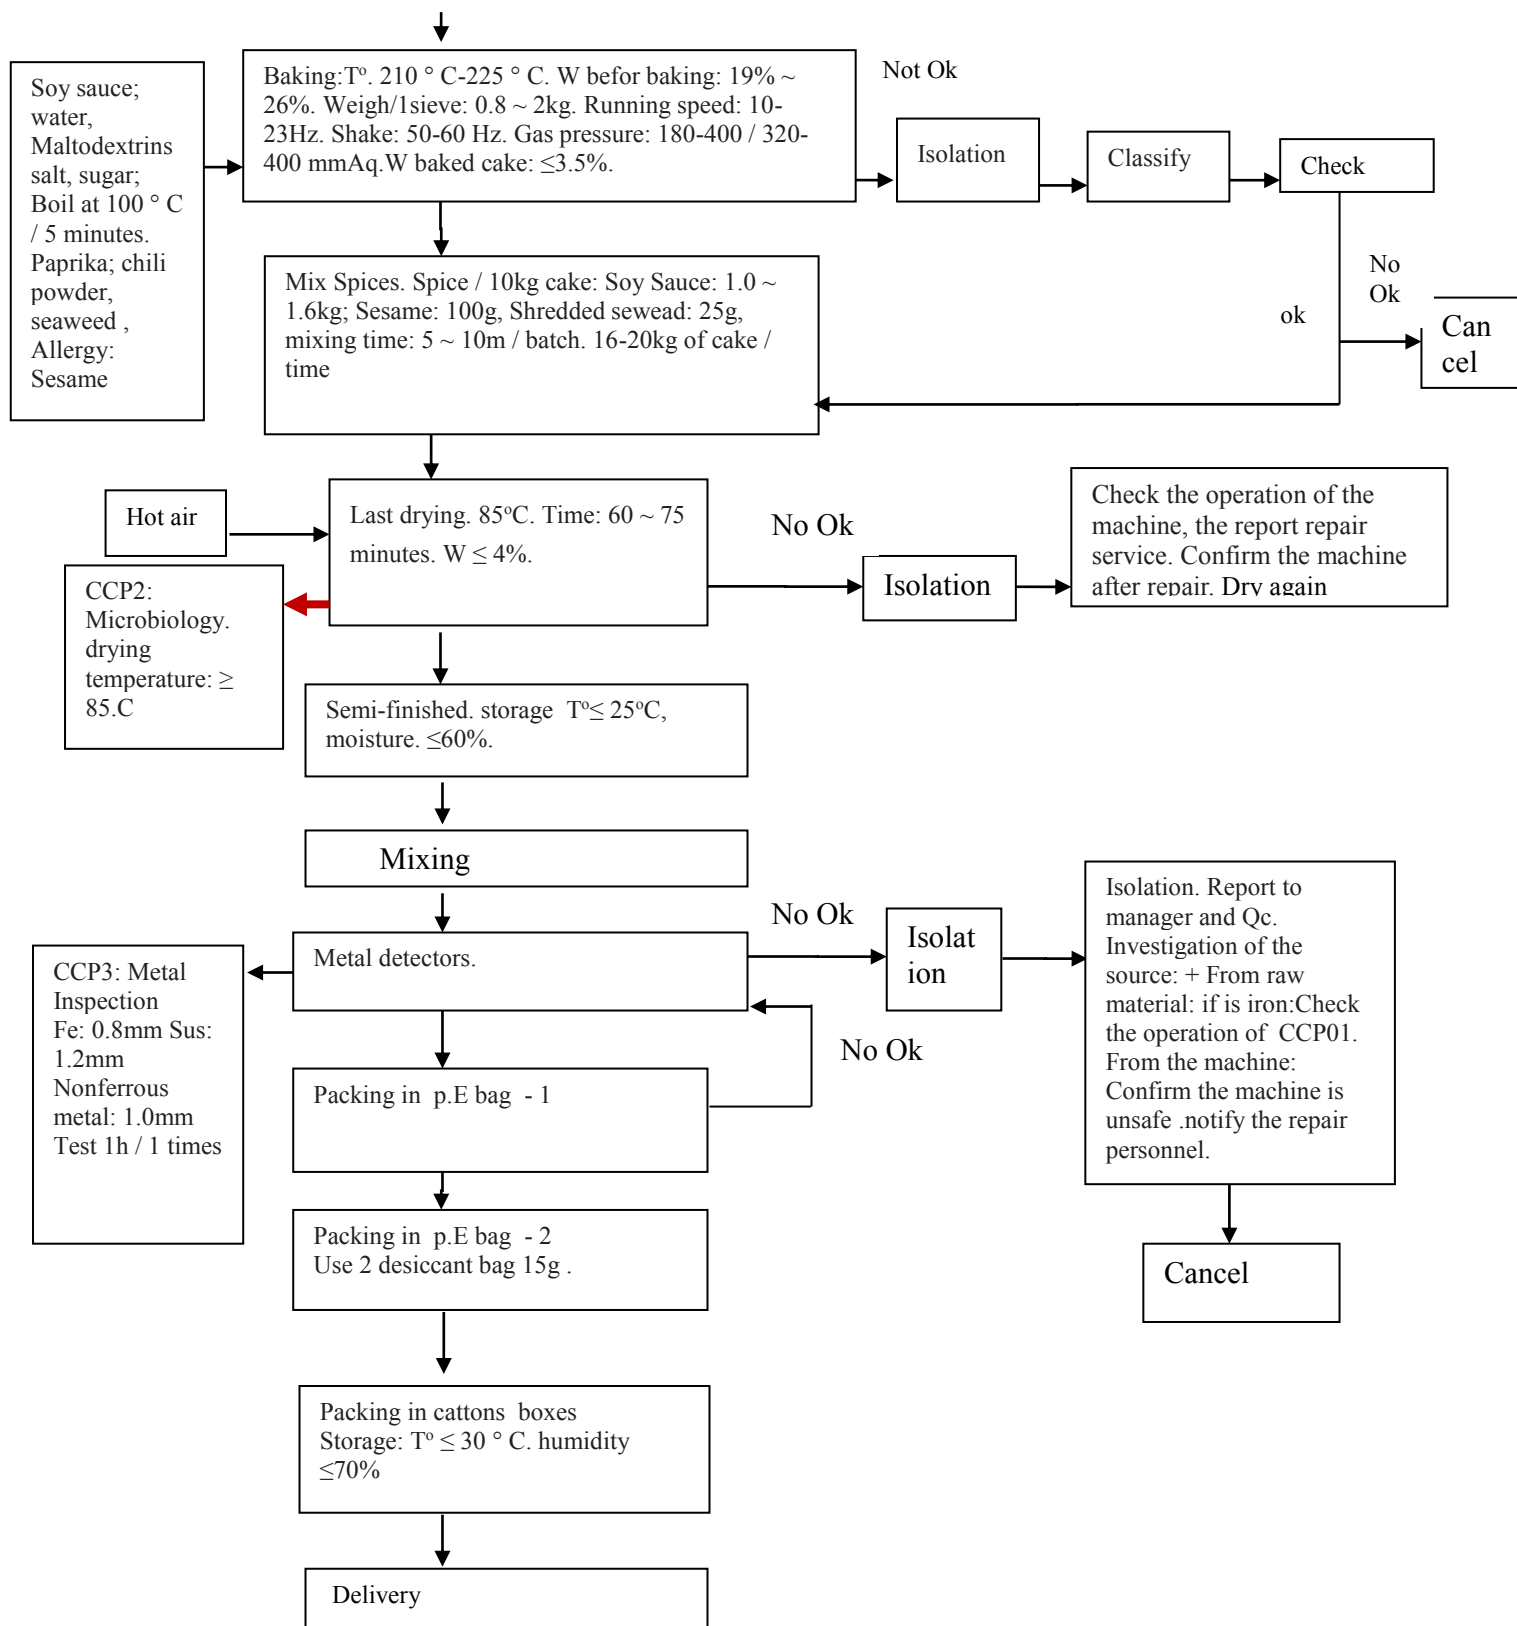 Baking:Tº. 210 ° C-225 ° C. W befor baking: 19% ~
26%. Weigh/1sieve: 0.8 ~ 2kg. Running speed: 10-
23Hz. Shake: 50-60 Hz. Gas pressure: 180-400 / 320-
400 mmAq.W baked cake: ≤3.5%.
Not Ok
Soy sauce;
water,
Maltodextrins
salt, sugar;
Boil at 100 ° C
/ 5 minutes.
Paprika; chili
powder,
seaweed ,
Allergy:
Sesame
Isolation
Classify
Check
Mix Spices. Spice / 10kg cake: Soy Sauce: 1.0 ~
1.6kg; Sesame: 100g, Shredded sewead: 25g,
mixing time: 5 ~ 10m / batch. 16-20kg of cake /
time
ok
No
Ok
Can
cel
Hot air
Last drying. 85ºC. Time: 60 ~ 75
minutes. W ≤ 4%.
No Ok
Isolation
Check the operation of the
machine, the report repair
service. Confirm the machine
after repair. Dry again
CCP2:
Microbiology.
drying
temperature: ≥
85.C
Semi-finished. storage Tº≤ 25ºC,
moisture. ≤60%.
Mixing
Metal detectors.
No Ok
Isolat
ion
Isolation. Report to
manager and Qc.
Investigation of the
source: + From raw
material: if is iron:Check
the operation of CCP01.
From the machine:
Confirm the machine is
unsafe .notify the repair
personnel.
CCP3: Metal
Inspection
Fe: 0.8mm Sus:
1.2mm
Nonferrous
metal: 1.0mm
Test 1h / 1 times
No Ok
Packing in p.E bag - 1
Packing in p.E bag - 2
Use 2 desiccant bag 15g .
Cancel
Packing in cattons boxes
Storage: Tº ≤ 30 ° C. humidity
≤70%
Delivery